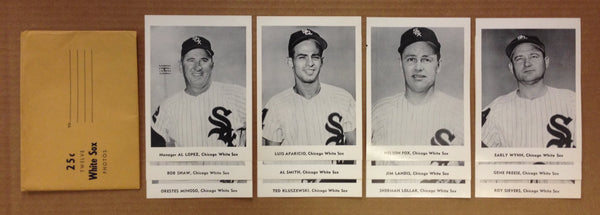 TO
25¢
TWELVE
White Sox
PHOTOS
Manager AL LOPEZ, Chicago White Sox
BOB SHAW, Chicago White Sox
ORESTES MINOSO, Chicago White Sox
LUIS APARICIO, Chicago White Sox
AL SMITH, Chicago White Sox
TED KLUSZEWSKI, Chicago White Sox
NELSON FOX, Chicago White Sox
JIM LANDIS, Chicago White Sox
SHERMAN LOLLAR, Chicago White Sox
EARLY WYNN, Chicago White Sox
GENE FREESE, Chicago White Sox
ROY SIEVERS, Chicago White Sox